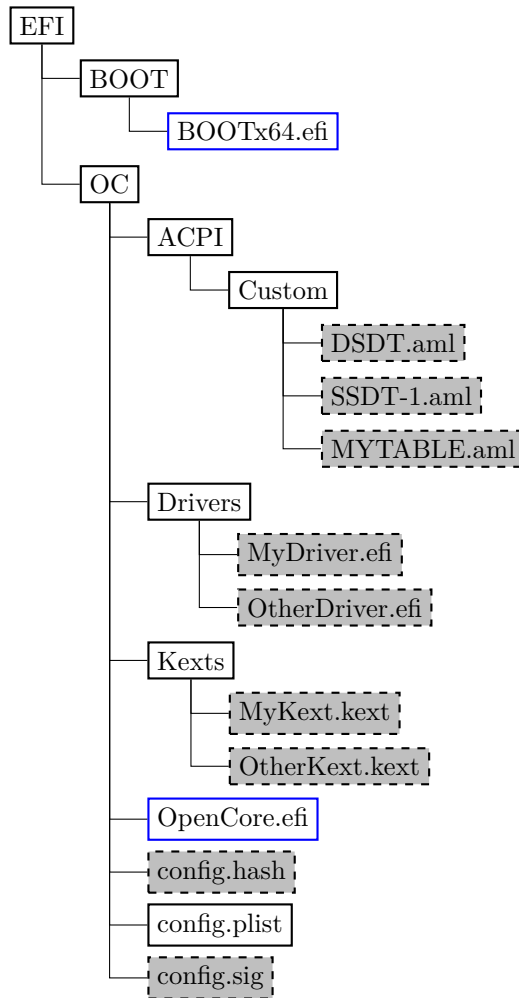 EFI
BOOT
BOOTx64.efi
OC
ACPI
Custom
DSDT.aml
SSDT-1.aml
MYTABLE.aml
Drivers
MyDriver.efi
OtherDriver.efi
Kexts
MyKext.kext
OtherKext.kext
OpenCore.efi
config.hash
config.plist
config.sig